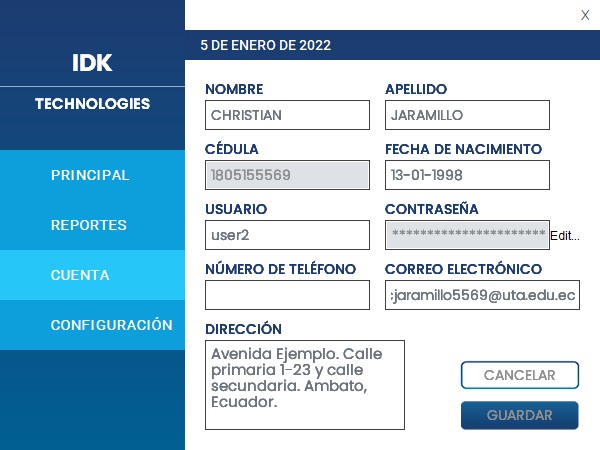 X
IDK
TECHNOLOGIES
PRINCIPAL
REPORTES
CUENTA
CONFIGURACIÓN
5 DE ENERO DE 2022
NOMBRE
CHRISTIAN
APELLIDO
JARAMILLO
CÉDULA
1805155569
FECHA DE NACIMIENTO
13-01-1998
USUARIO
user2
CONTRASEÑA
**********************
Edit...
NÚMERO DE TELÉFONO
CORREO ELECTRÓNICO
:jaramillo5569@uta.edu.ec
DIRECCIÓN
Avenida Ejemplo. Calle
primaria 1-23 y calle
secundaria. Ambato,
Ecuador.
CANCELAR
GUARDAR